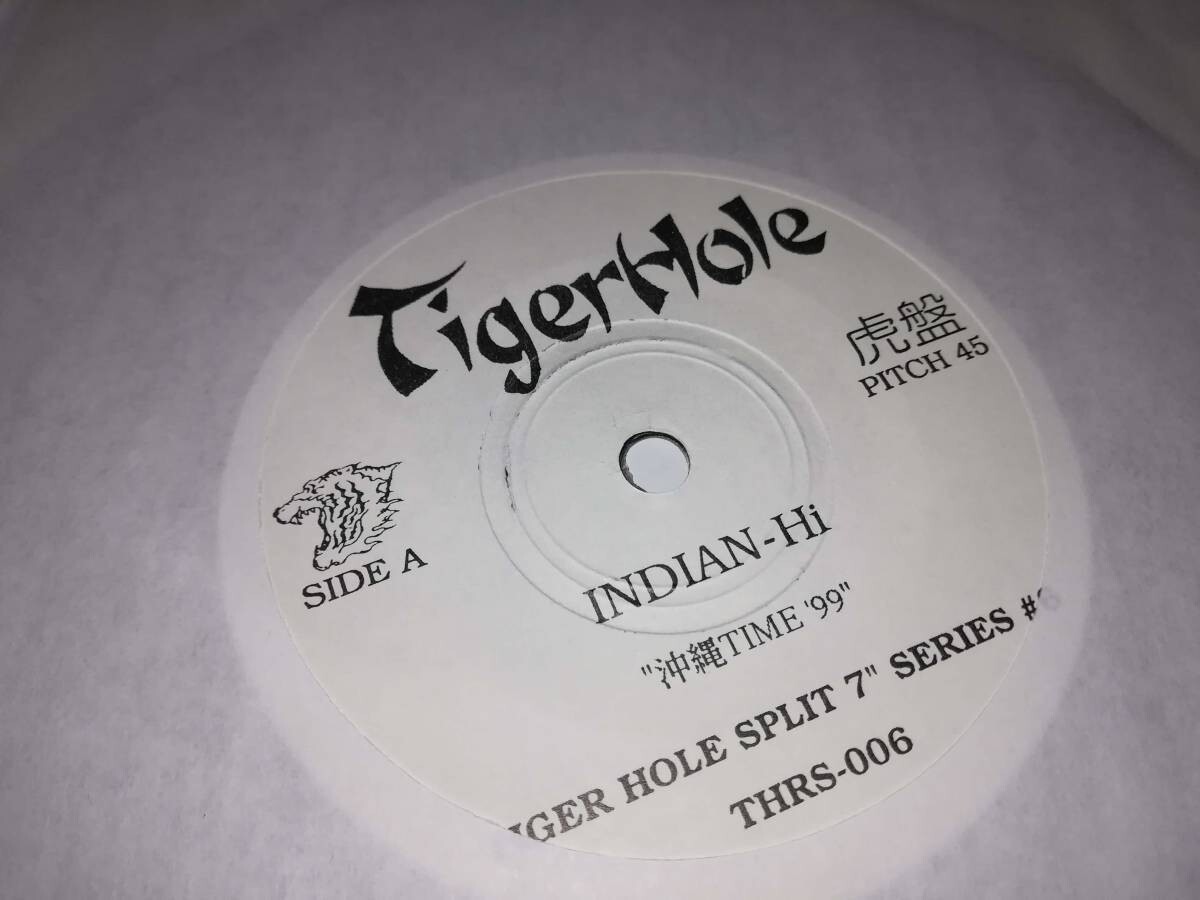 TigerHole
虎盤
PITCH 45
SIDE A
INDIAN-Hi
"沖縄TIME '99"
IGER HOLE SPLIT 7" SERIES #6
THRS-006